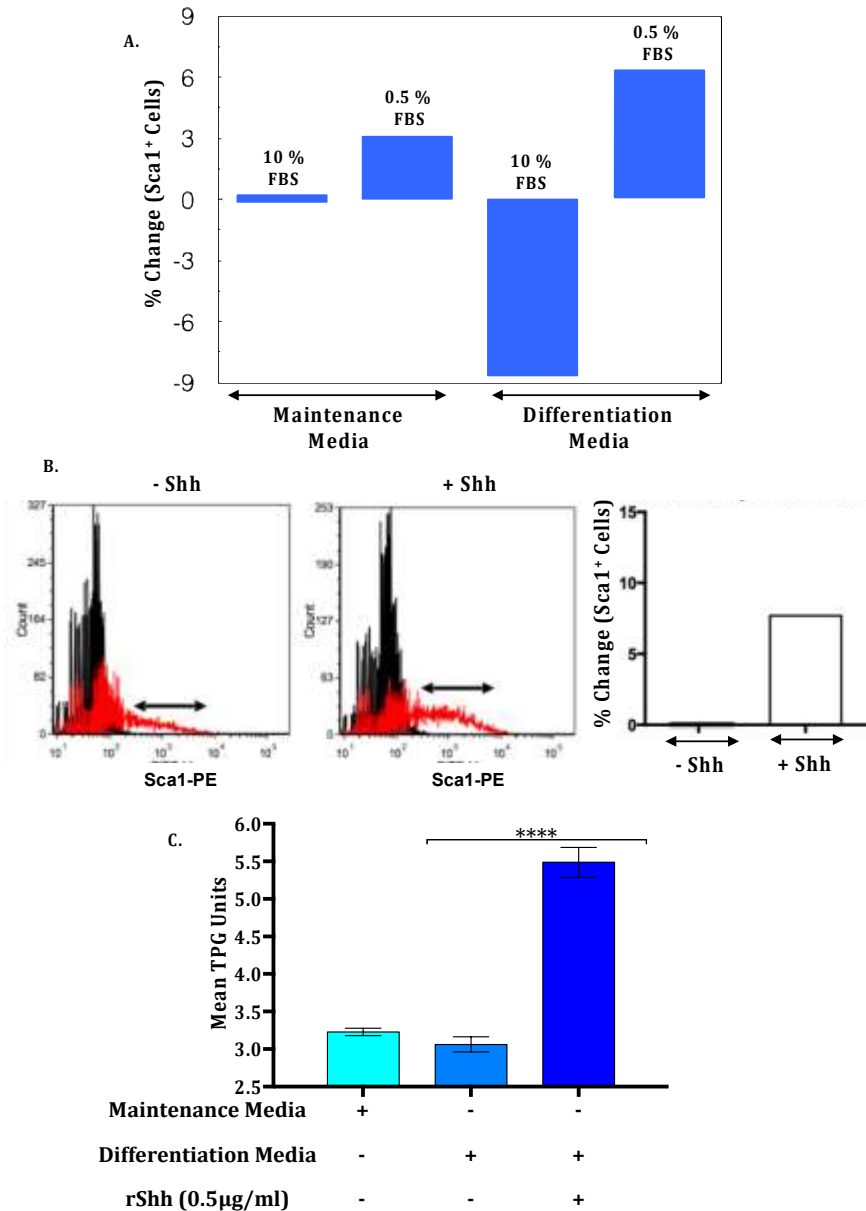 A.
% Change (Sca1⁺ Cells)
9
6
3
0
-3
-6
-9
10 %
FBS
0.5 %
FBS
10 %
FBS
0.5 %
FBS
Maintenance
Media
Differentiation
Media
B.
- Shh
Count
327
245
164
82
0
10¹ 10² 10³ 10⁴ 10⁵
Sca1-PE
+ Shh
Count
253
190
127
63
0
10¹ 10² 10³ 10⁴ 10⁵
Sca1-PE
% Change (Sca1⁺ Cells)
15
10
5
0
- Shh + Shh
C.
****
Mean TPG Units
6.0
5.5
5.0
4.5
4.0
3.5
3.0
2.5
Maintenance Media + - -
Differentiation Media - + +
rShh (0.5µg/ml) - - +